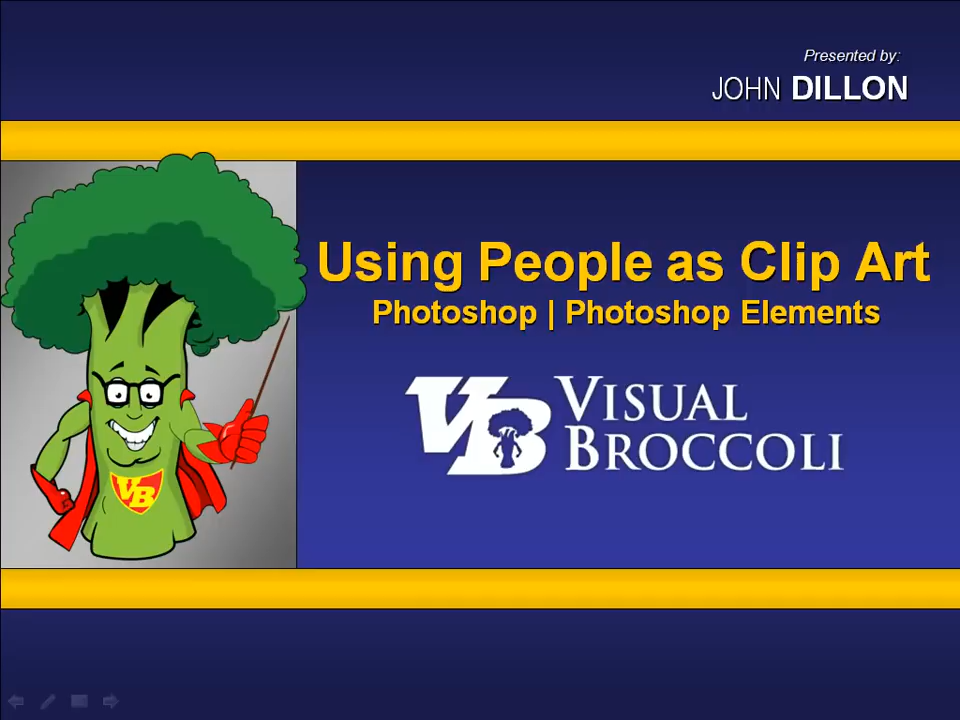 Presented by:
JOHN DILLON
Using People as Clip Art
Photoshop | Photoshop Elements
VB VISUAL
BROCCOLI
VB